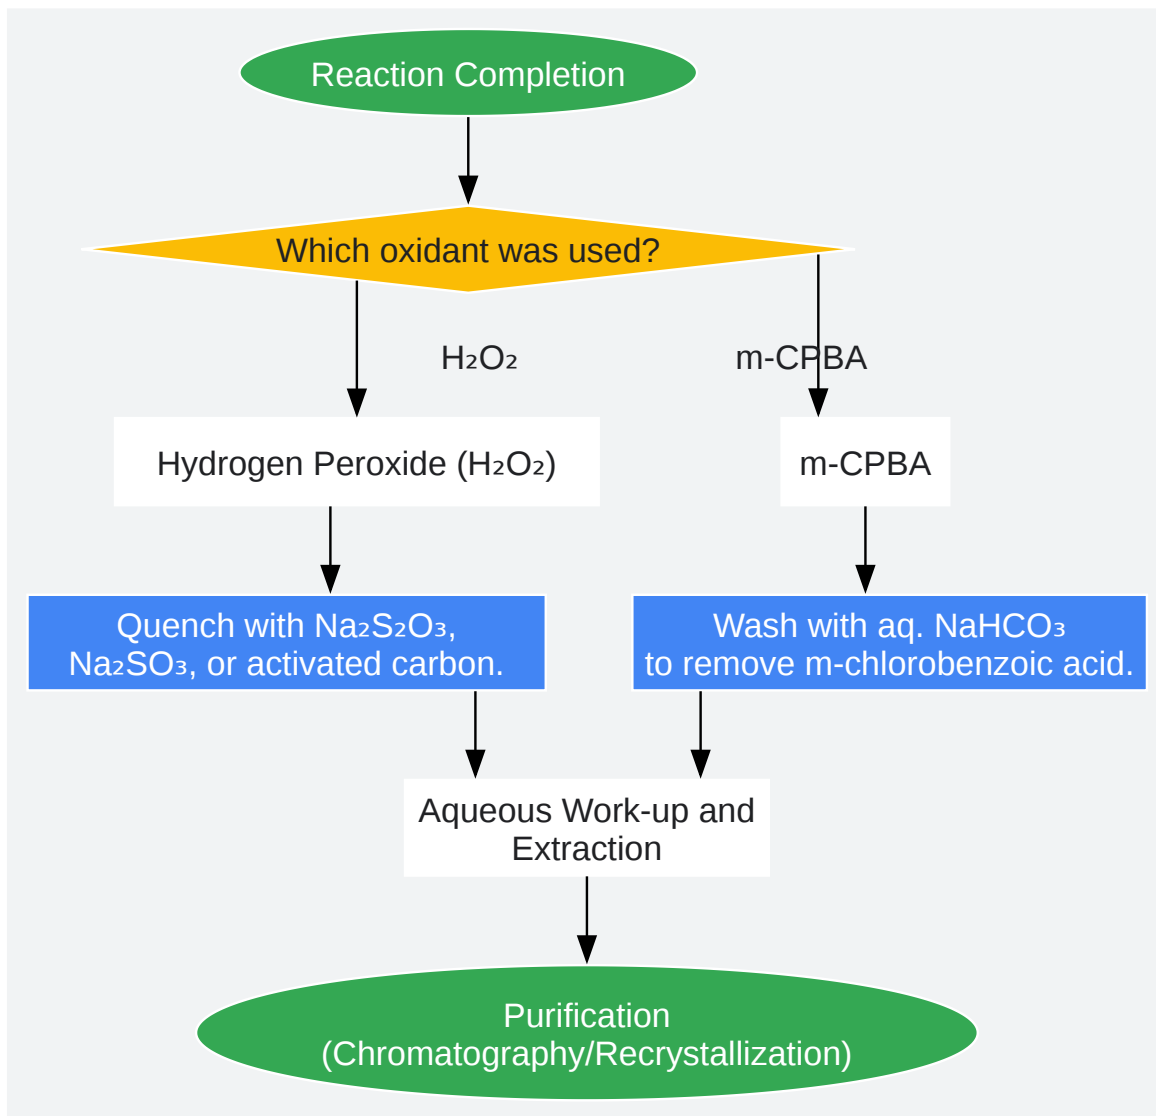 Reaction Completion
Which oxidant was used?
H₂O₂
m-CPBA
Hydrogen Peroxide (H₂O₂)
m-CPBA
Quench with Na₂S₂O₃,
Na₂SO₃, or activated carbon.
Wash with aq. NaHCO₃
to remove m-chlorobenzoic acid.
Aqueous Work-up and
Extraction
Purification
(Chromatography/Recrystallization)